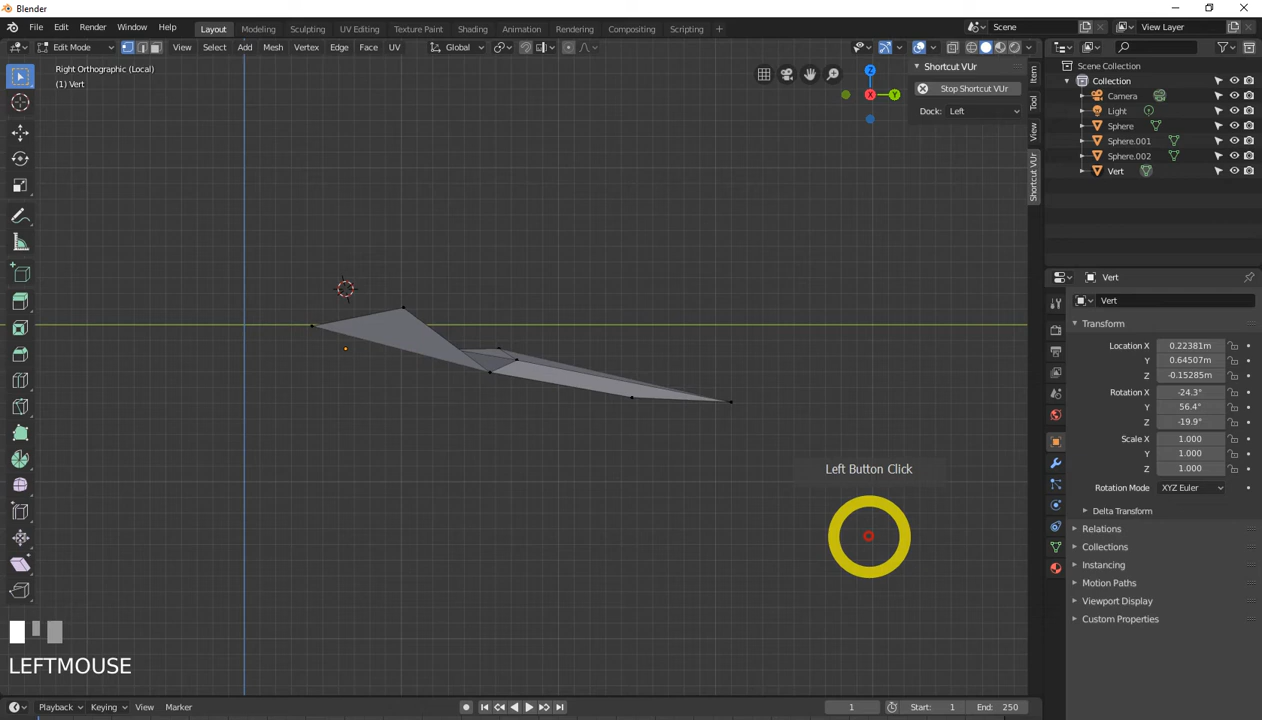 Blender
File Edit Render Window Help
Layout Modeling Sculpting UV Editing Texture Paint Shading Animation Rendering Compositing Scripting
Scene
View Layer
Edit Mode View Select Add Mesh Vertex Edge Face UV
Global
Right Orthographic (Local)
(1) Vert
Shortcut VUr
Stop Shortcut VUr
Dock: Left
Item
Tool
View
Shortcut VUr
X
Y
Z
Scene Collection
Collection
Camera
Light
Sphere
Sphere.001
Sphere.002
Vert
Vert
Vert
Transform
Location X 0.22381m
Y 0.64507m
Z -0.15285m
Rotation X -24.3°
Y 56.4°
Z -19.9°
Scale X 1.000
Y 1.000
Z 1.000
Rotation Mode XYZ Euler
Delta Transform
Relations
Collections
Instancing
Motion Paths
Viewport Display
Custom Properties
Left Button Click
LEFTMOUSE
Playback Keying View Marker
1 Start: 1 End: 250